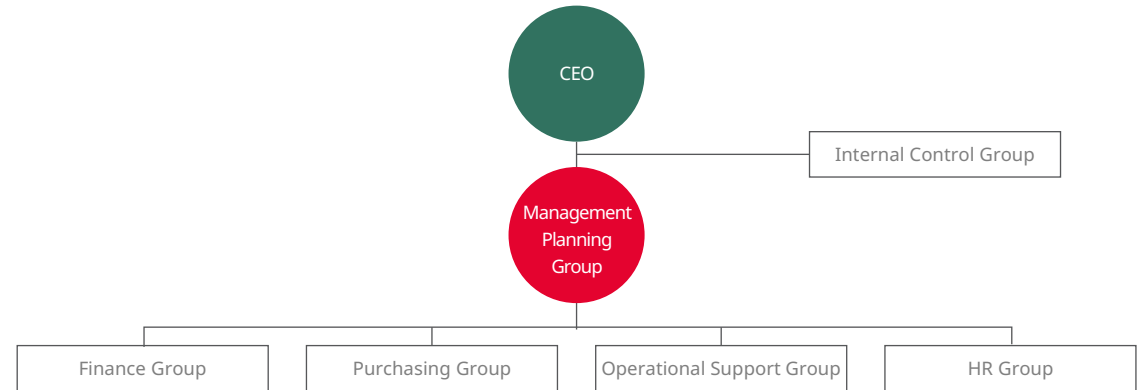 CEO
Internal Control Group
Management
Planning
Group
Finance Group
Purchasing Group
Operational Support Group
HR Group